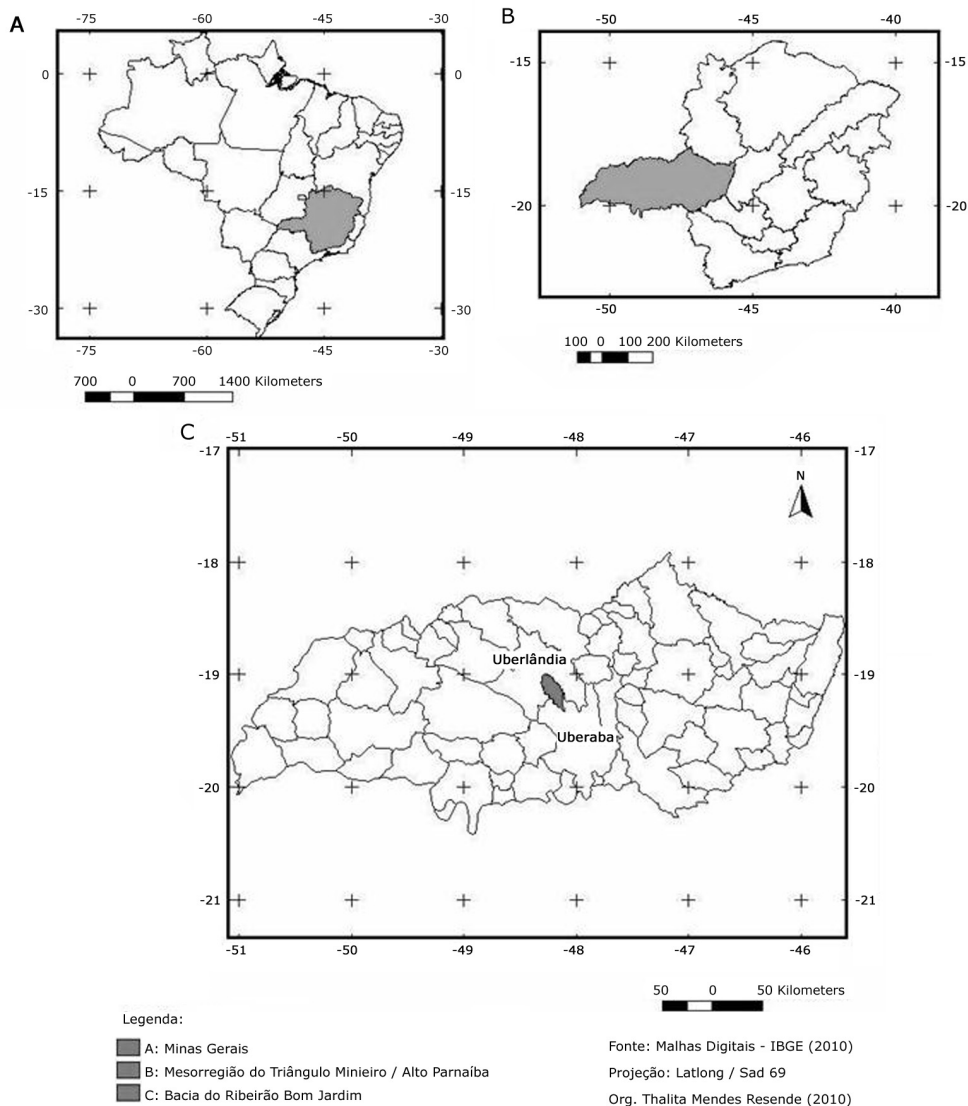 A
-75 -60 -45 -30
0 0
-15 -15
-30 -30
-75 -60 -45 -30
700 0 700 1400 Kilometers
B
-50 -45 -40
-15 -15
-20 -20
-50 -45 -40
100 0 100 200 Kilometers
C
-51 -50 -49 -48 -47 -46
-17 -17
N
-18 -18
Uberlândia
-19 -19
Uberaba
-20 -20
-21 -21
-51 -50 -49 -48 -47 -46
50 0 50 Kilometers
Legenda:
A: Minas Gerais
B: Mesorregião do Triângulo Minieiro / Alto Parnaíba
C: Bacia do Ribeirão Bom Jardim
Fonte: Malhas Digitais - IBGE (2010)
Projeção: Latlong / Sad 69
Org. Thalita Mendes Resende (2010)